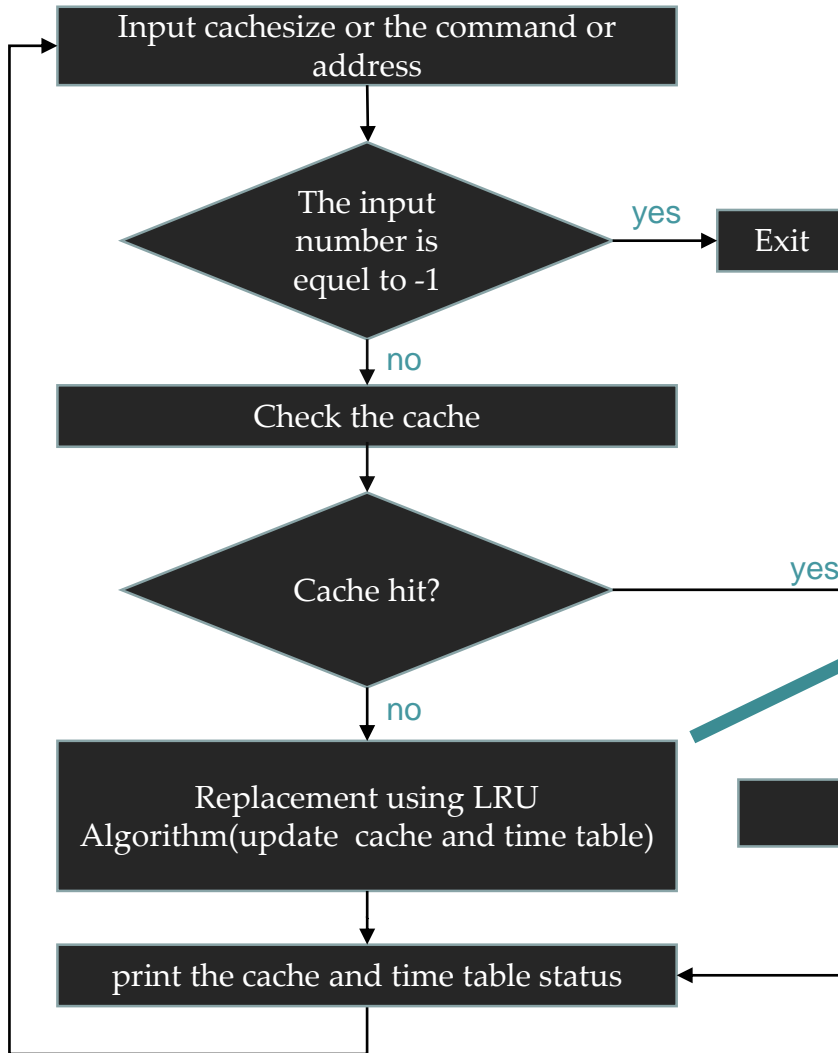 Input cachesize or the command or
address
The input
number is
equel to -1
yes
Exit
no
Check the cache
Cache hit?
yes
no
Replacement using LRU
Algorithm(update  cache and time table)
print the cache and time table status